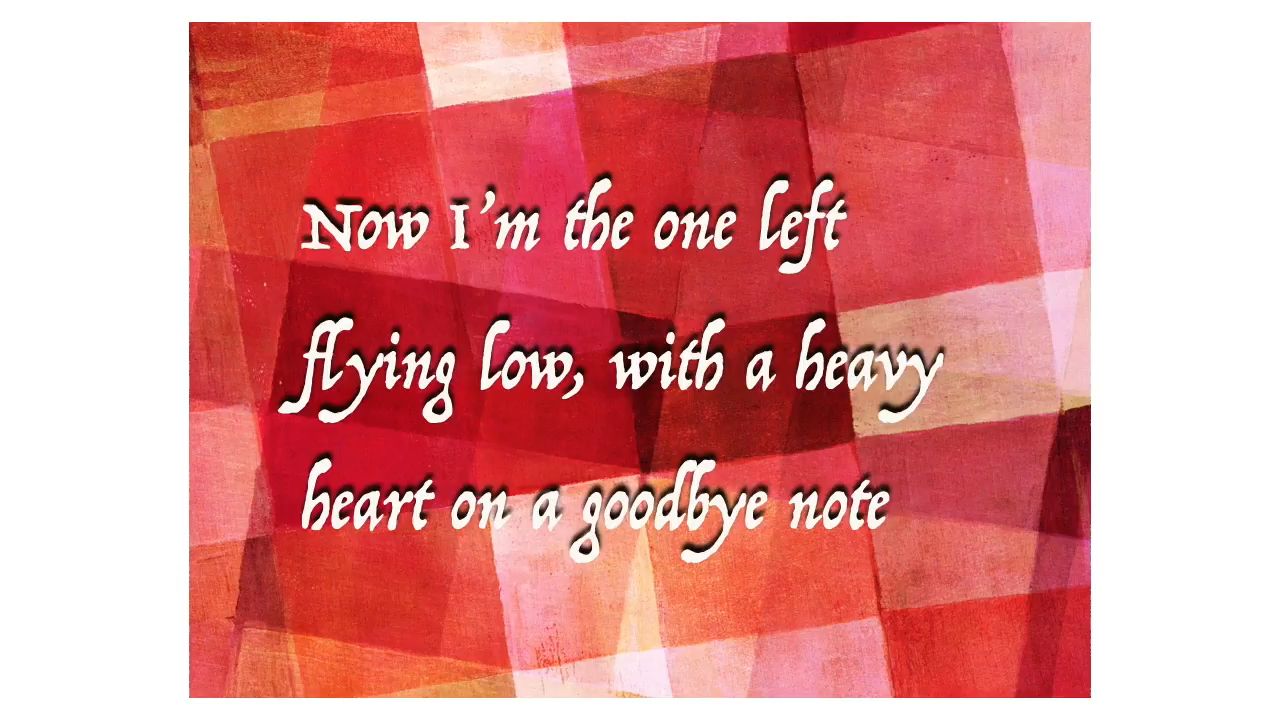 Now I'm the one left
flying low, with a heavy
heart on a goodbye note